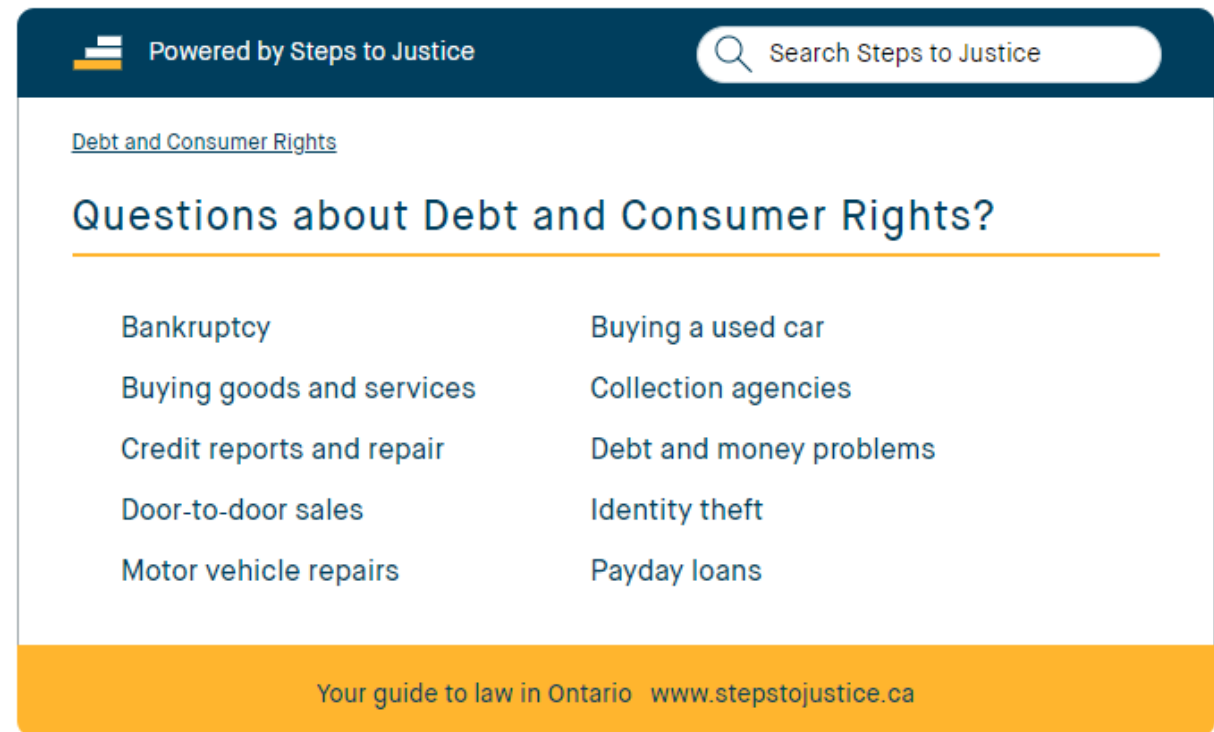 Powered by Steps to Justice
Search Steps to Justice
Debt and Consumer Rights
Questions about Debt and Consumer Rights?
Bankruptcy
Buying a used car
Buying goods and services
Collection agencies
Credit reports and repair
Debt and money problems
Door-to-door sales
Identity theft
Motor vehicle repairs
Payday loans
Your guide to law in Ontario www.stepstojustice.ca